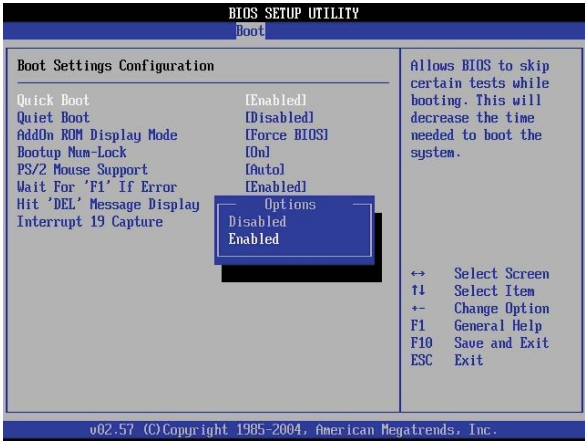 BIOS SETUP UTILITY
Boot
Boot Settings Configuration
Quick Boot [Enabled]
Quiet Boot [Disabled]
AddOn ROM Display Mode [Force BIOS]
Bootup Num-Lock [On]
PS/2 Mouse Support [Auto]
Wait For 'F1' If Error [Enabled]
Hit 'DEL' Message Display
Interrupt 19 Capture
Options
Disabled
Enabled
Allows BIOS to skip
certain tests while
booting. This will
decrease the time
needed to boot the
system.
↔ Select Screen
↑↓ Select Item
+- Change Option
F1 General Help
F10 Save and Exit
ESC Exit
v02.57 (C)Copyright 1985-2004, American Megatrends, Inc.